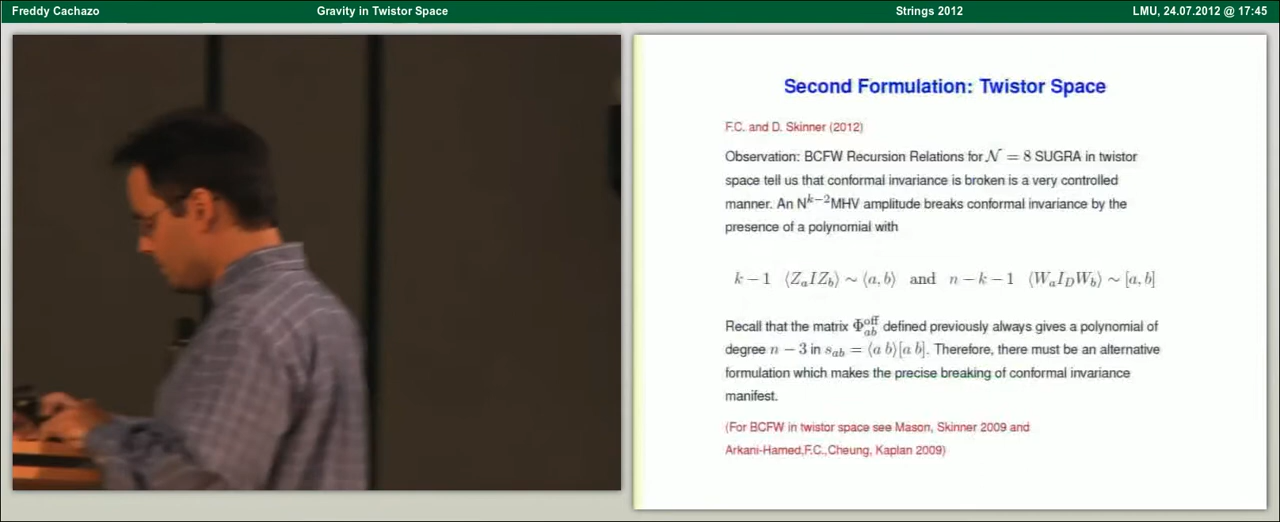 Freddy Cachazo Gravity in Twistor Space Strings 2012 LMU, 24.07.2012 @ 17:45
Second Formulation: Twistor Space
F.C. and D. Skinner (2012)
Observation: BCFW Recursion Relations for 𝒩 = 8 SUGRA in twistor
space tell us that conformal invariance is broken is a very controlled
manner. An N^{k−2}MHV amplitude breaks conformal invariance by the
presence of a polynomial with
k − 1 ⟨Z_a I Z_b⟩ ∼ ⟨a, b⟩ and n − k − 1 ⟨W_a I_D W_b⟩ ∼ [a, b]
Recall that the matrix Φ^{off}_{ab} defined previously always gives a polynomial of
degree n − 3 in s_{ab} = ⟨a b⟩[a b]. Therefore, there must be an alternative
formulation which makes the precise breaking of conformal invariance
manifest.
(For BCFW in twistor space see Mason, Skinner 2009 and
Arkani-Hamed,F.C.,Cheung, Kaplan 2009)